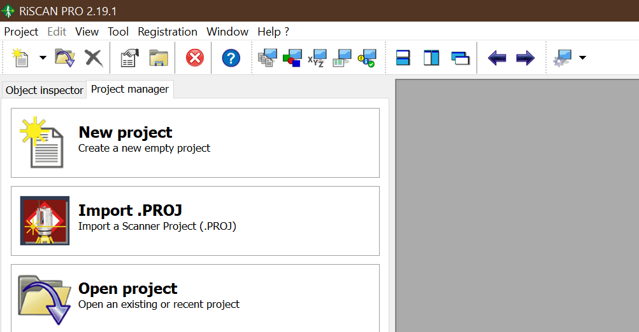 RiSCAN PRO 2.19.1
Project Edit View Tool Registration Window Help ?
XYZ
Object inspector Project manager
New project
Create a new empty project
Import .PROJ
Import a Scanner Project (.PROJ)
Open project
Open an existing or recent project